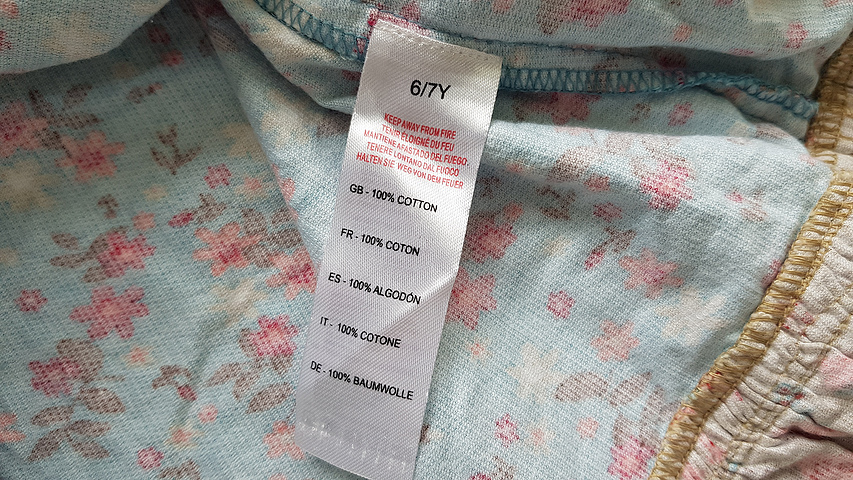 6/7Y
KEEP AWAY FROM FIRE
TENIR ÉLOIGNÉ DU FEU
MANTIENE AFASTADO DEL FUEGO
TENERE LONTANO DAL FUOCO
HALTEN SIE WEG VON DEM FEUER
GB - 100% COTTON
FR - 100% COTON
ES - 100% ALGODÓN
IT - 100% COTONE
DE - 100% BAUMWOLLE